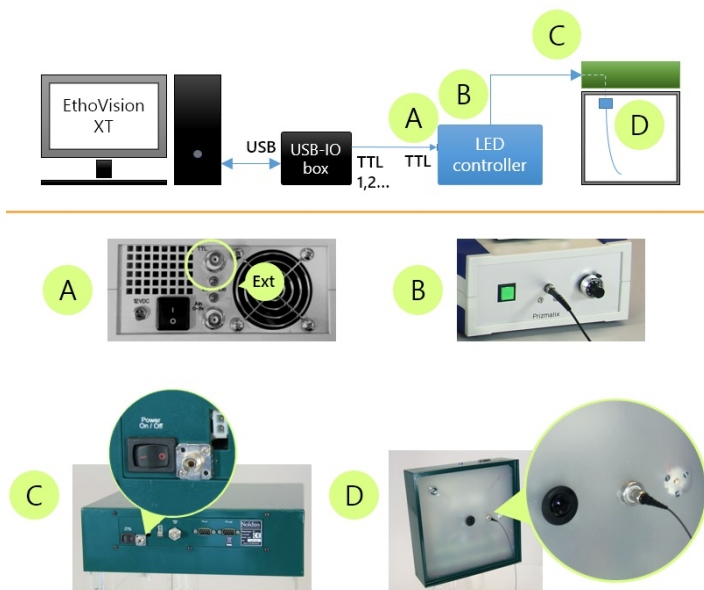 C
EthoVision
XT
USB
USB-IO
box
TTL
1,2...
A
TTL
B
LED
controller
D
A
TTL
Ext
12VDC
B
Prizmatix
C
Power
On / Off
Noldus
D